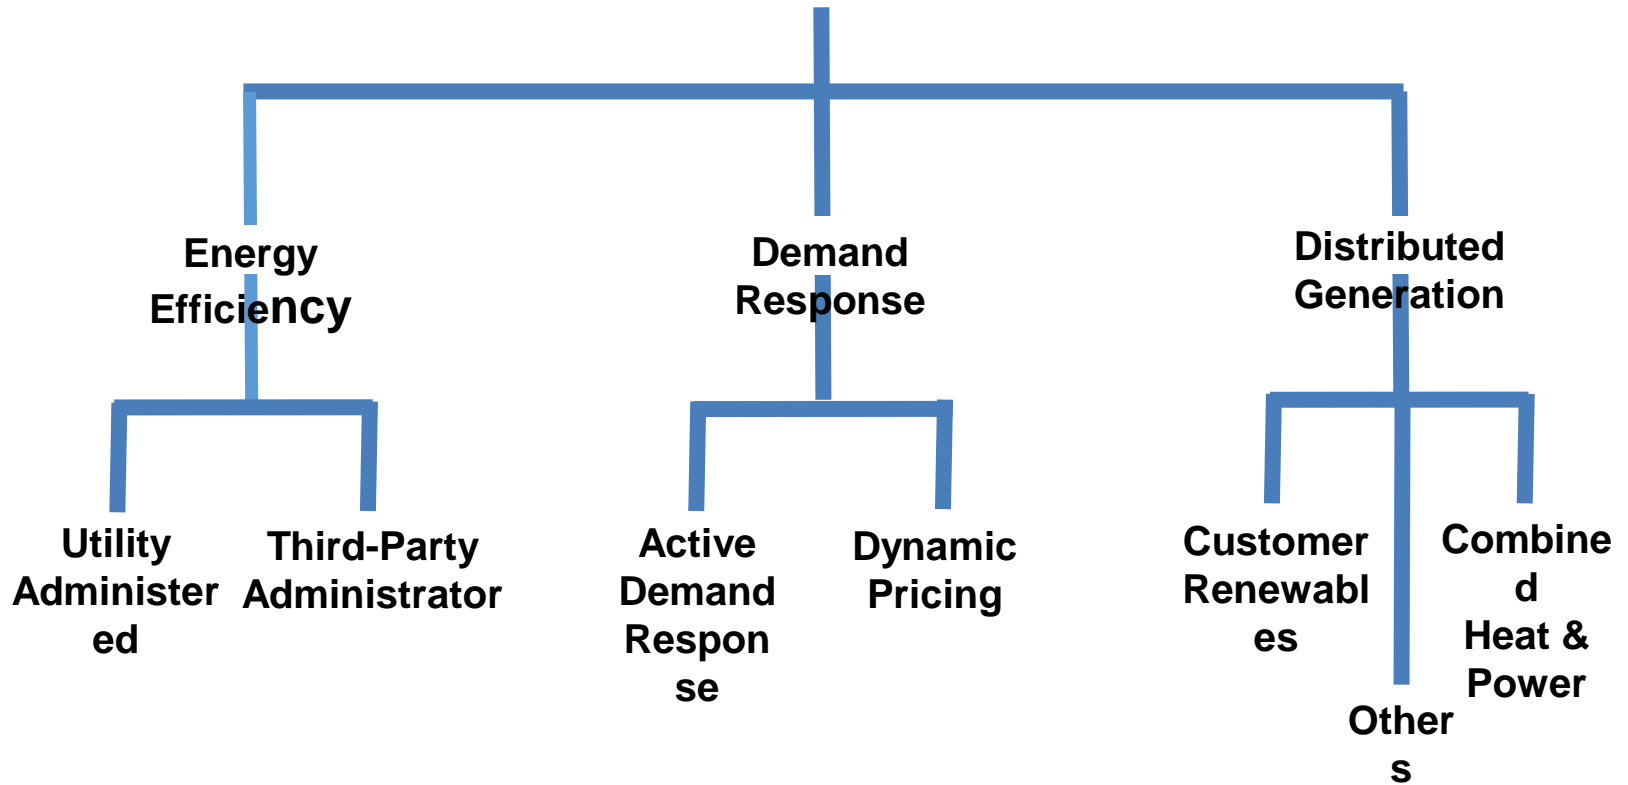 Energy
Efficiency
Demand
Response
Distributed
Generation
Utility
Administer
ed
Third-Party
Administrator
Active
Demand
Respon
se
Dynamic
Pricing
Customer
Renewabl
es
Combine
d
Heat &
Power
Other
s